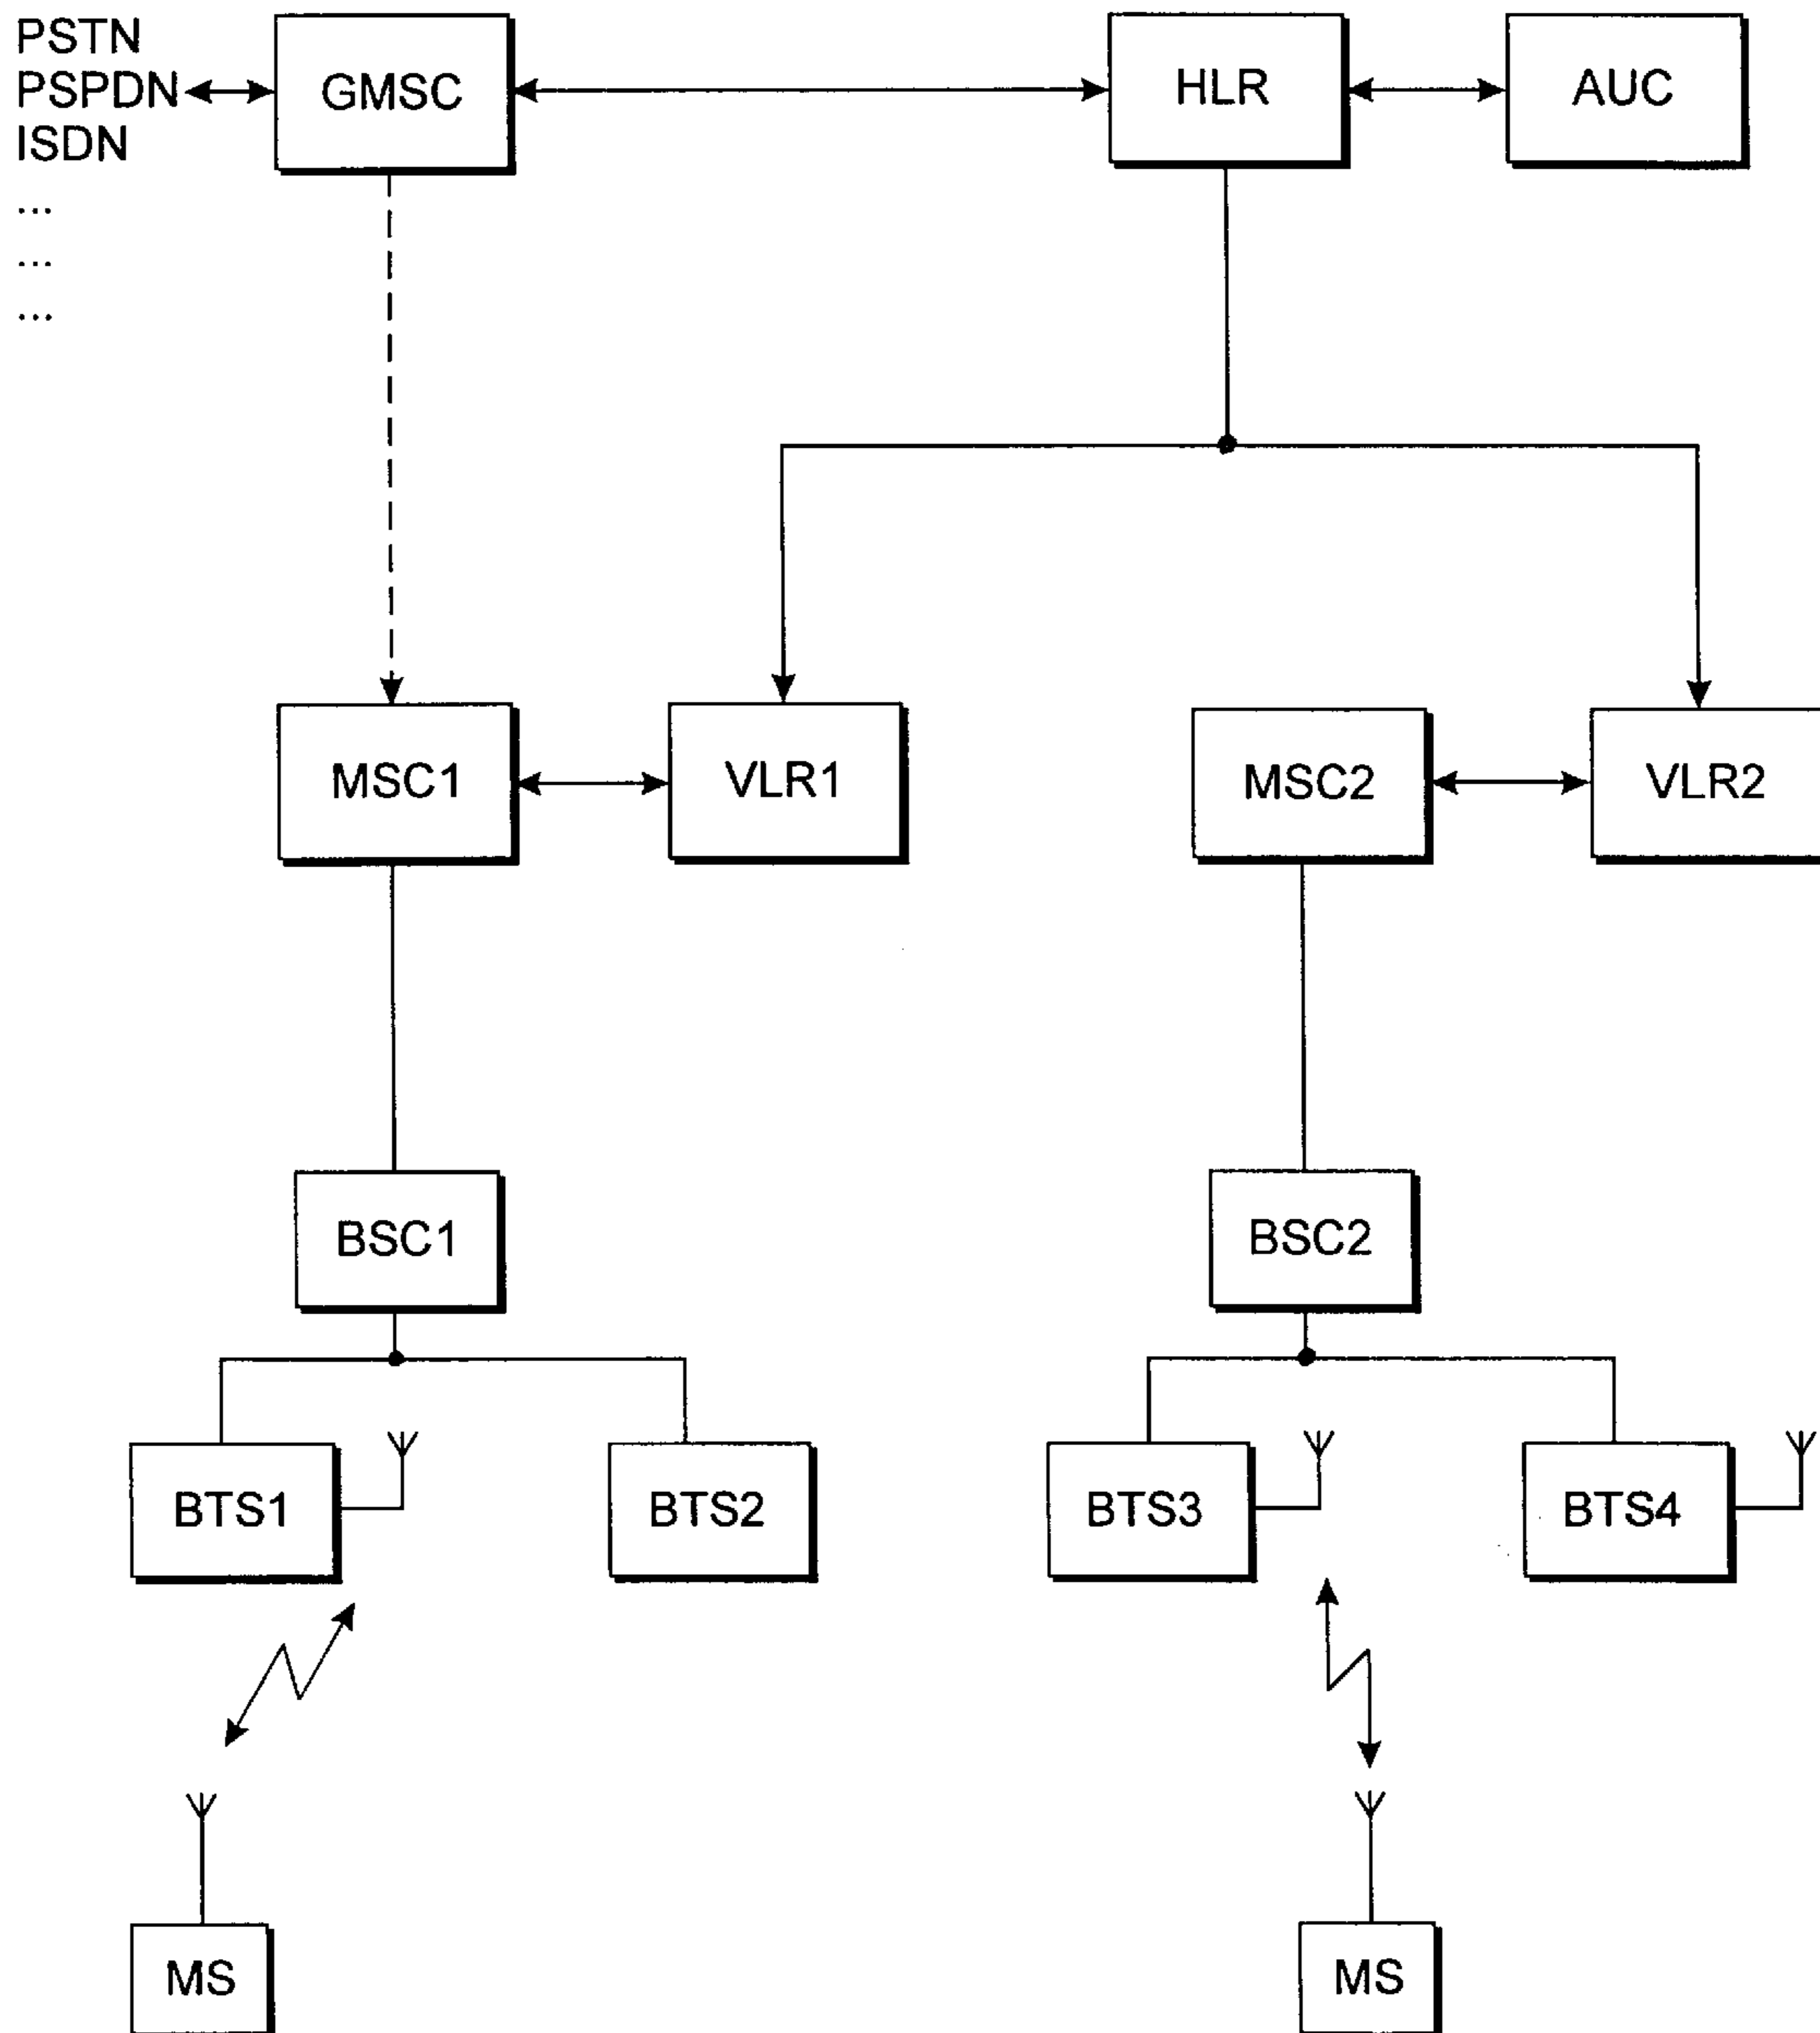 PSTN
PSPDN
ISDN
...
...
...
GMSC
HLR
AUC
MSC1
VLR1
MSC2
VLR2
BSC1
BSC2
BTS1
BTS2
BTS3
BTS4
MS
MS